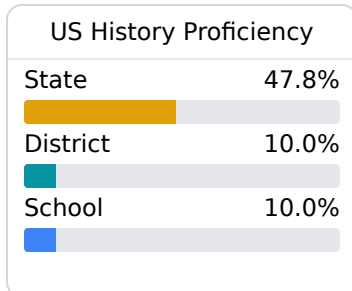 US History Proficiency
State 47.8%
District 10.0%
School 10.0%